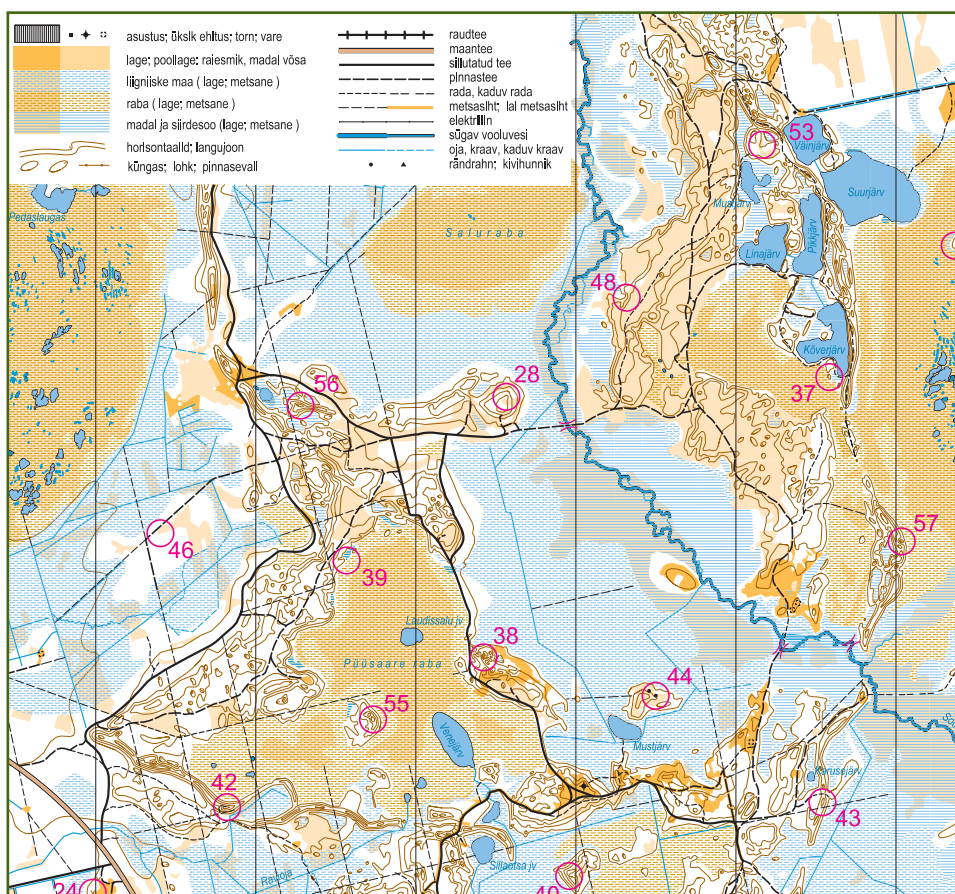 asustus; üksik ehitus; torn; vare
lage; poollage; raiesmik, madal võsa
liigniiske maa ( lage; metsane )
raba ( lage; metsane )
madal ja siirdesoo (lage; metsane )
horisontaalid; langujoon
küngas; lohk; pinnasevall
raudtee
maantee
sillutatud tee
pinnastee
rada, kaduv rada
metsasiht; lai metsasiht
elektriliin
sügav vooluvesi
oja, kraav, kaduv kraav
rändrahn; kivihunnik
53
Väinjärv
Pedaslaugas
Mustjärv
Suurjärv
Pikkjärv
Saluraba
Linajärv
48
Kõverjärv
37
28
56
46
39
57
Laudissalu jv
38
Püüsaare raba
44
55
Venejärv
Mustjärv
Soo
42
Karusejärv
43
Sillaotsa jv
Rauoja
24
40